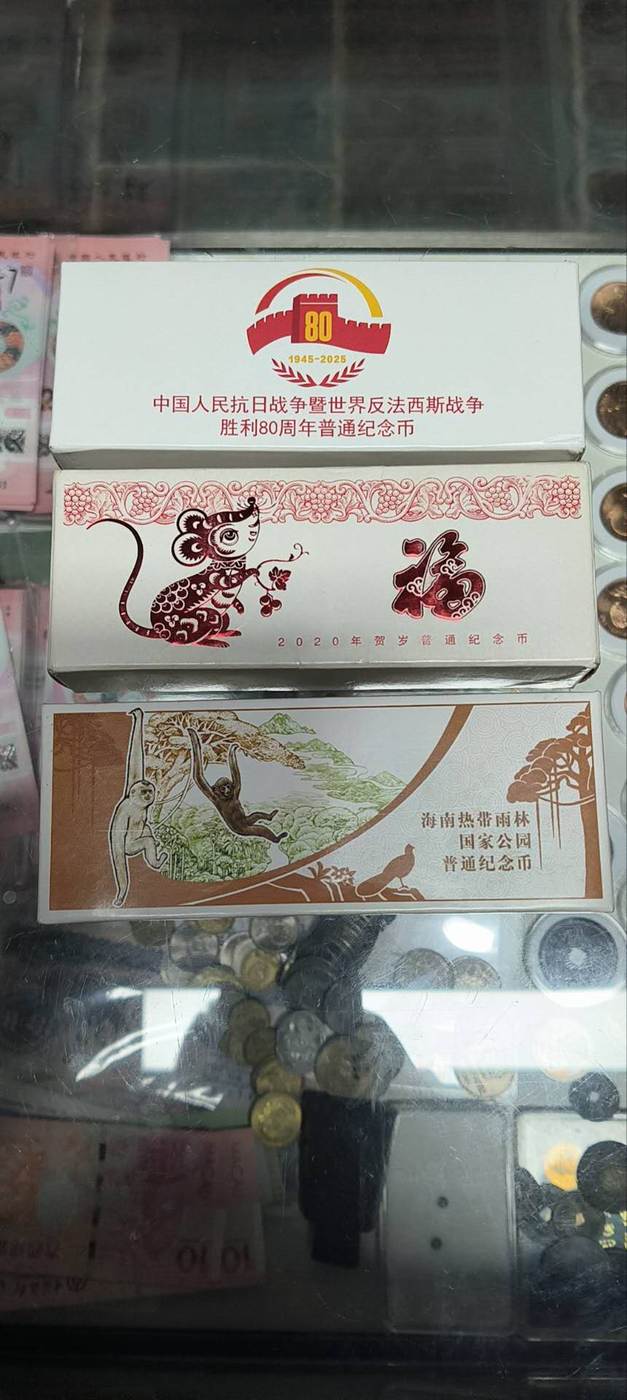 80
1945-2025
中国人民抗日战争暨世界反法西斯战争
胜利80周年普通纪念币
福
2020年贺岁普通纪念币
海南热带雨林
国家公园
普通纪念币
10
10